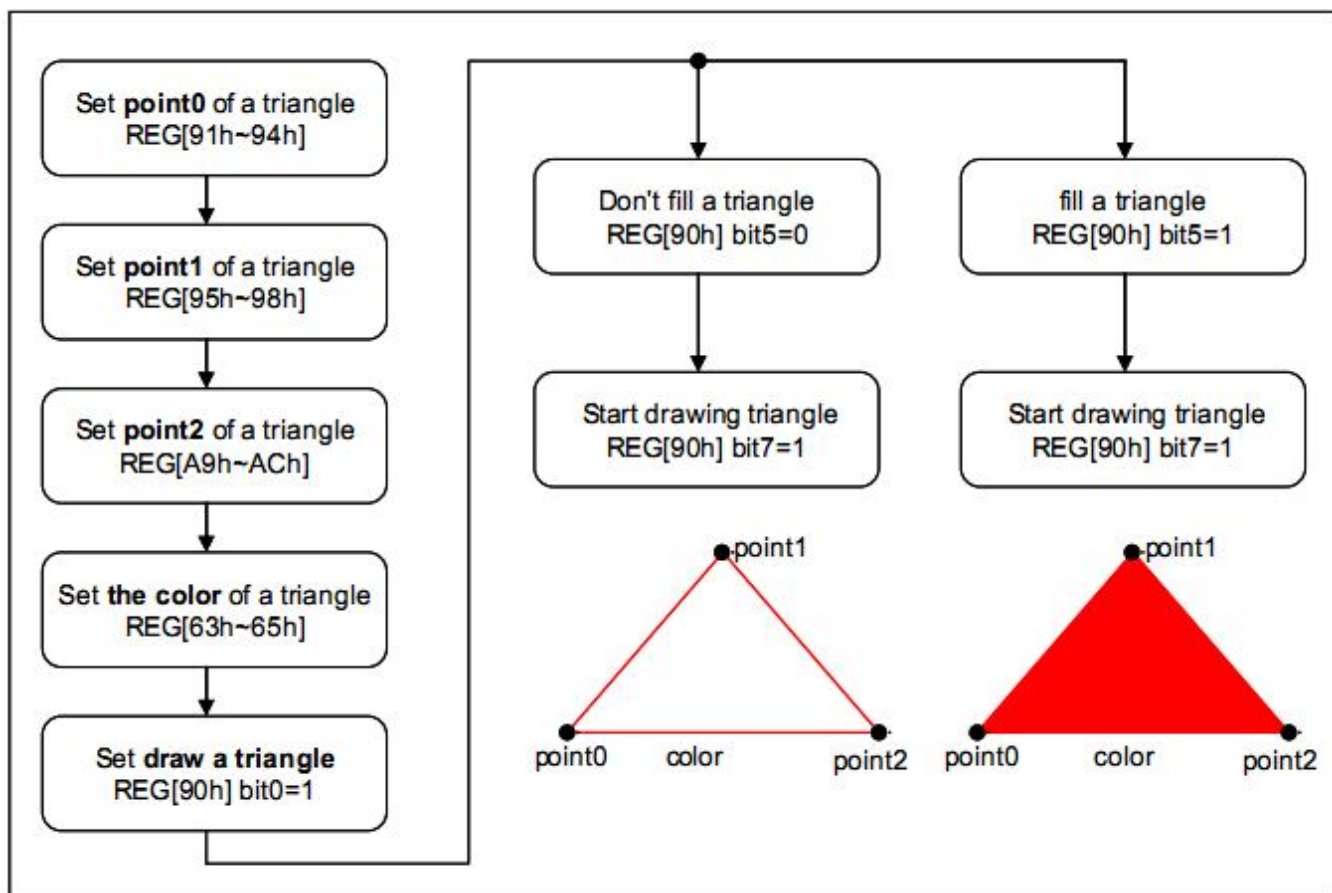 Set point0 of a triangle
REG[91h~94h]
Set point1 of a triangle
REG[95h~98h]
Set point2 of a triangle
REG[A9h~ACh]
Set the color of a triangle
REG[63h~65h]
Set draw a triangle
REG[90h] bit0=1
Don't fill a triangle
REG[90h] bit5=0
Start drawing triangle
REG[90h] bit7=1
point1
point0
color
point2
fill a triangle
REG[90h] bit5=1
Start drawing triangle
REG[90h] bit7=1
point1
point0
color
point2